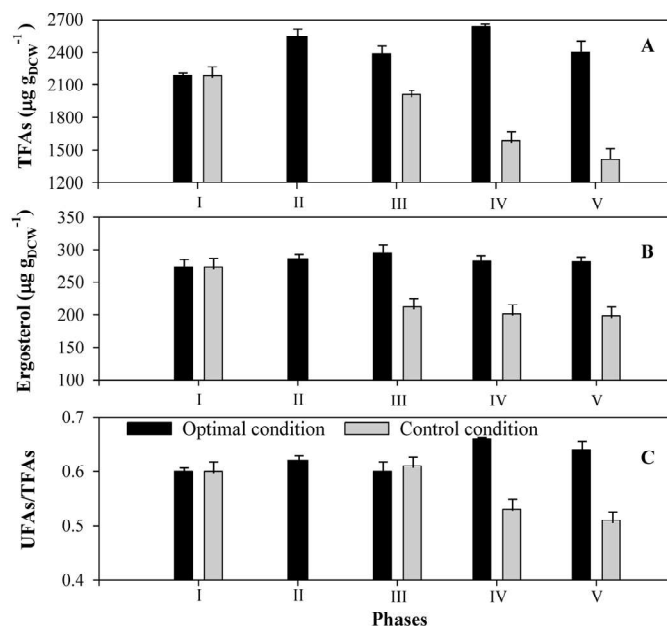 2700
2400
2100
1800
1500
1200
TFAs (µg gDCW-1)
A
I II III IV V
350
300
250
200
150
100
Ergosterol (µg gDCW-1)
B
I II III IV V
0.7
0.6
0.5
0.4
UFAs/TFAs
Optimal condition Control condition
C
I II III IV V
Phases